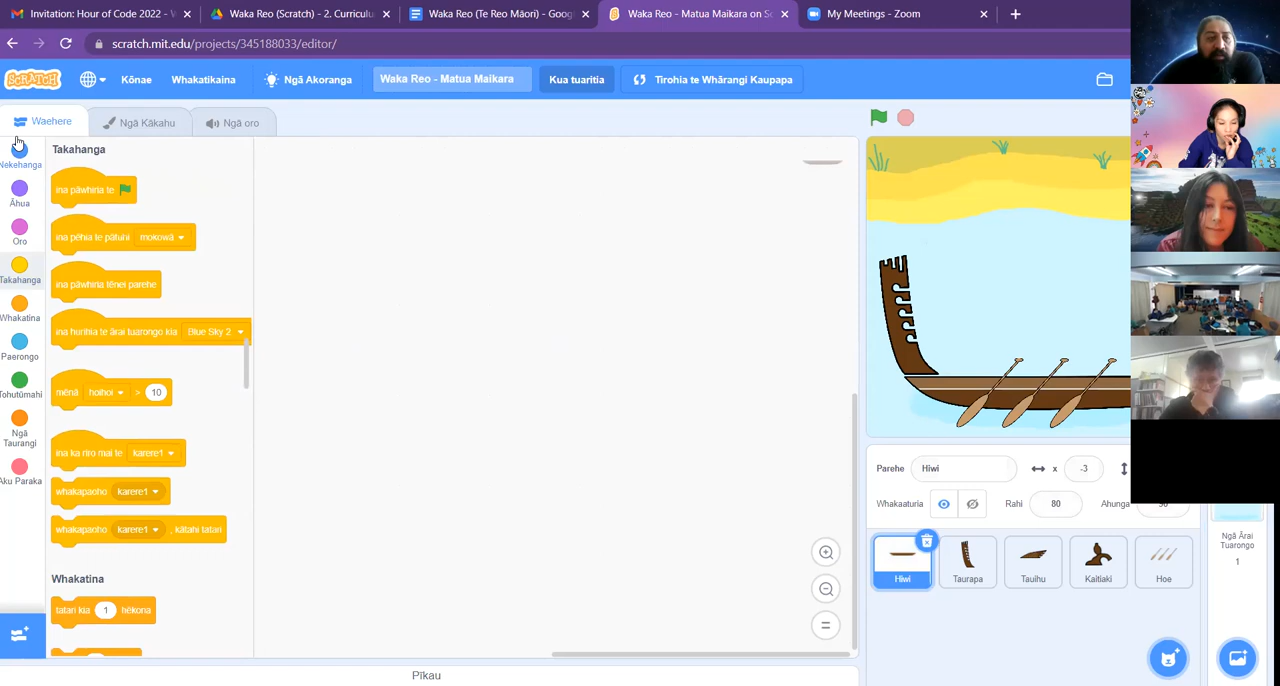 Invitation: Hour of Code 2022 - W
Waka Reo (Scratch) - 2. Curriculu
Waka Reo (Te Reo Māori) - Goog
Waka Reo - Matua Maikara on Sc
My Meetings - Zoom
scratch.mit.edu/projects/345188033/editor/
SCRATCH
Kōnae
Whakatikaina
Ngā Akoranga
Waka Reo - Matua Maikara
Kua tuaritia
Tirohia te Whārangi Kaupapa
Waehere
Ngā Kākahu
Ngā oro
Nekehanga
Āhua
Oro
Takahanga
Whakatina
Paerongo
Tohutūmahi
Ngā Taurangi
Aku Paraka
Takahanga
ina pāwhiria te
ina pēhia te pātuhi mokowā
ina pāwhiria tēnei parehe
ina hurihia te ārai tuarongo kia Blue Sky 2
mēnā hoihoi > 10
ina ka riro mai te karere1
whakapaoho karere1
whakapaoho karere1 , kātahi tatari
Whakatina
tatari kia 1 hēkona
Pīkau
Parehe Hiwi x -3
Whakaaturia Rahi 80 Ahunga
Hiwi
Taurapa
Tauihu
Kaitiaki
Hoe
Ngā Ārai
Tuarongo
1